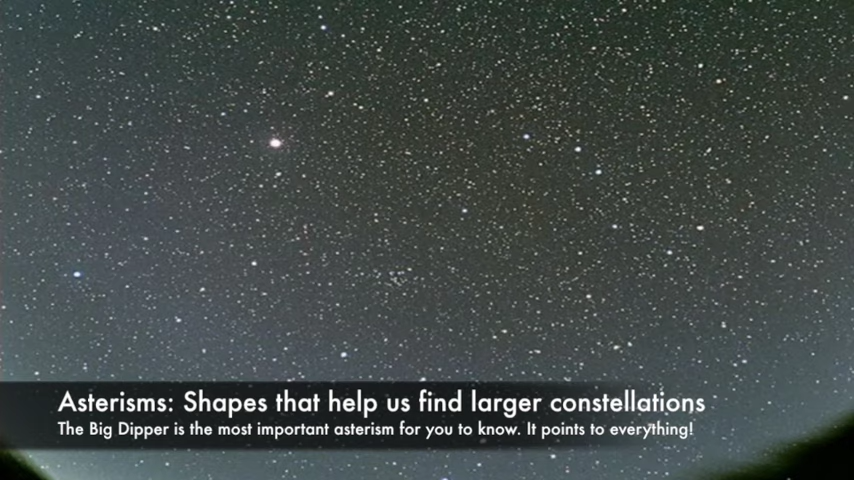 Asterisms: Shapes that help us find larger constellations
The Big Dipper is the most important asterism for you to know. It points to everything!